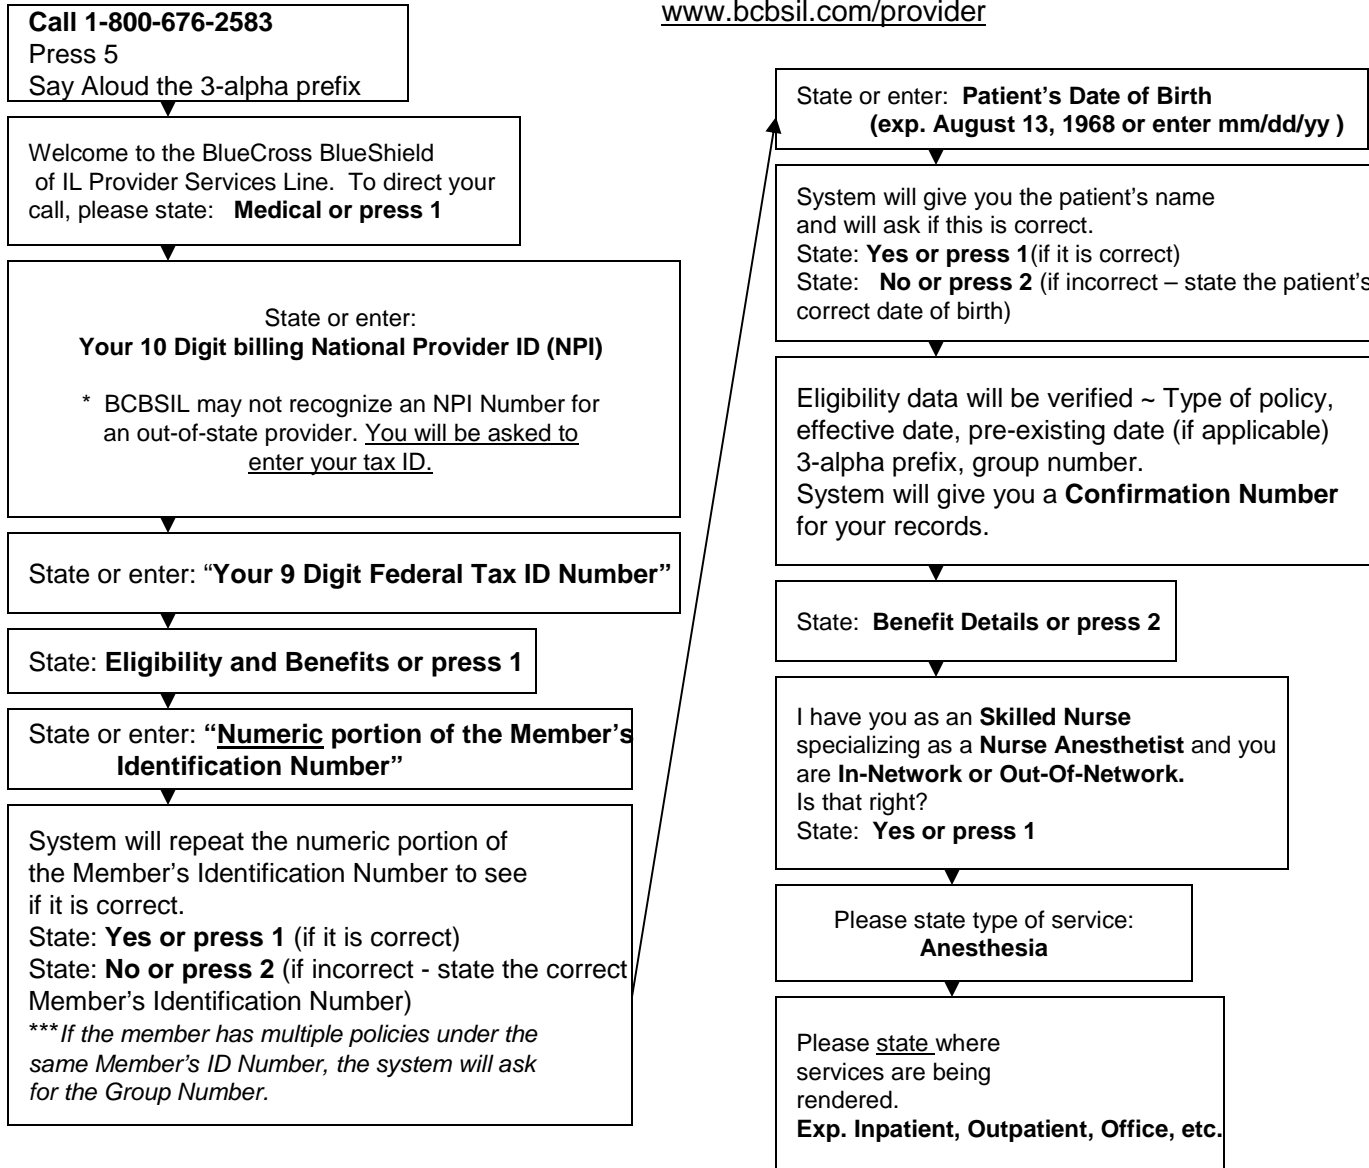 www.bcbsil.com/provider
Call 1-800-676-2583
Press 5
Say Aloud the 3-alpha prefix
Welcome to the BlueCross BlueShield
of IL Provider Services Line. To direct your
call, please state: Medical or press 1
State or enter:
Your 10 Digit billing National Provider ID (NPI)
* BCBSIL may not recognize an NPI Number for
an out-of-state provider. You will be asked to
enter your tax ID.
State or enter: “Your 9 Digit Federal Tax ID Number”
State: Eligibility and Benefits or press 1
State or enter: “Numeric portion of the Member’s
Identification Number”
System will repeat the numeric portion of
the Member’s Identification Number to see
if it is correct.
State: Yes or press 1 (if it is correct)
State: No or press 2 (if incorrect - state the correct
Member’s Identification Number)
***If the member has multiple policies under the
same Member’s ID Number, the system will ask
for the Group Number.
State or enter: Patient’s Date of Birth
(exp. August 13, 1968 or enter mm/dd/yy )
System will give you the patient’s name
and will ask if this is correct.
State: Yes or press 1(if it is correct)
State: No or press 2 (if incorrect – state the patient’s
correct date of birth)
Eligibility data will be verified ~ Type of policy,
effective date, pre-existing date (if applicable)
3-alpha prefix, group number.
System will give you a Confirmation Number
for your records.
State: Benefit Details or press 2
I have you as an Skilled Nurse
specializing as a Nurse Anesthetist and you
are In-Network or Out-Of-Network.
Is that right?
State: Yes or press 1
Please state type of service:
Anesthesia
Please state where
services are being
rendered.
Exp. Inpatient, Outpatient, Office, etc.